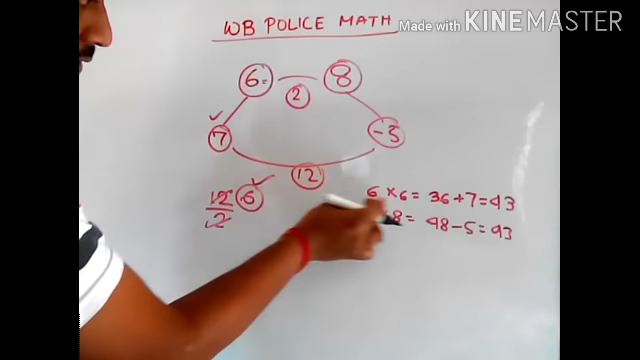 WB POLICE MATH
Made with KINEMASTER
6= 8
2
7 -5
12
12/2 6
6 × 6 = 36 + 7 = 43
8 = 48 - 5 = 43